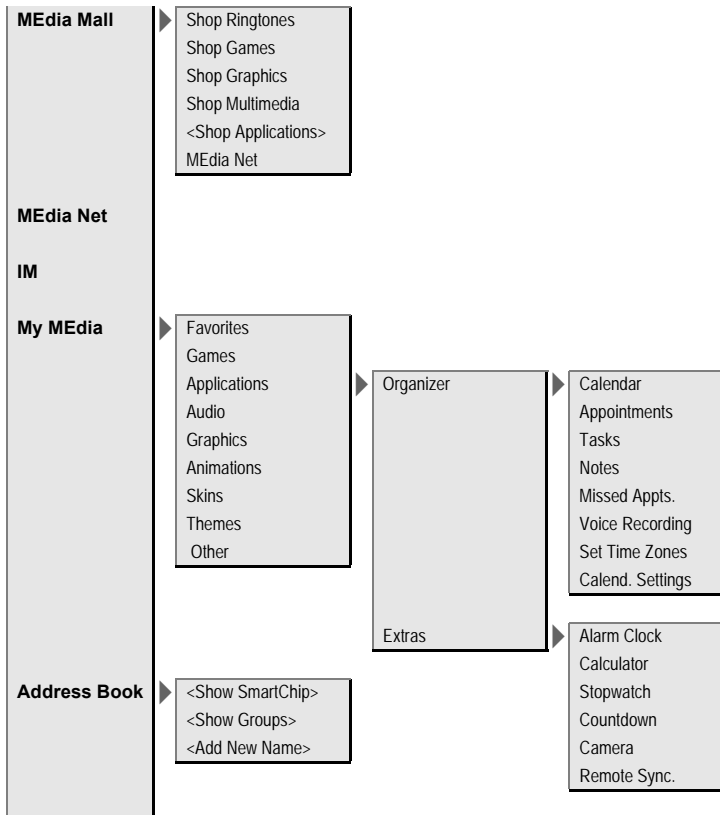 MEdia Mall
Shop Ringtones
Shop Games
Shop Graphics
Shop Multimedia
<Shop Applications>
MEdia Net
MEdia Net
IM
My MEdia
Favorites
Games
Applications
Audio
Graphics
Animations
Skins
Themes
Other
Organizer
Calendar
Appointments
Tasks
Notes
Missed Appts.
Voice Recording
Set Time Zones
Calend. Settings
Extras
Alarm Clock
Calculator
Stopwatch
Countdown
Camera
Remote Sync.
Address Book
<Show SmartChip>
<Show Groups>
<Add New Name>